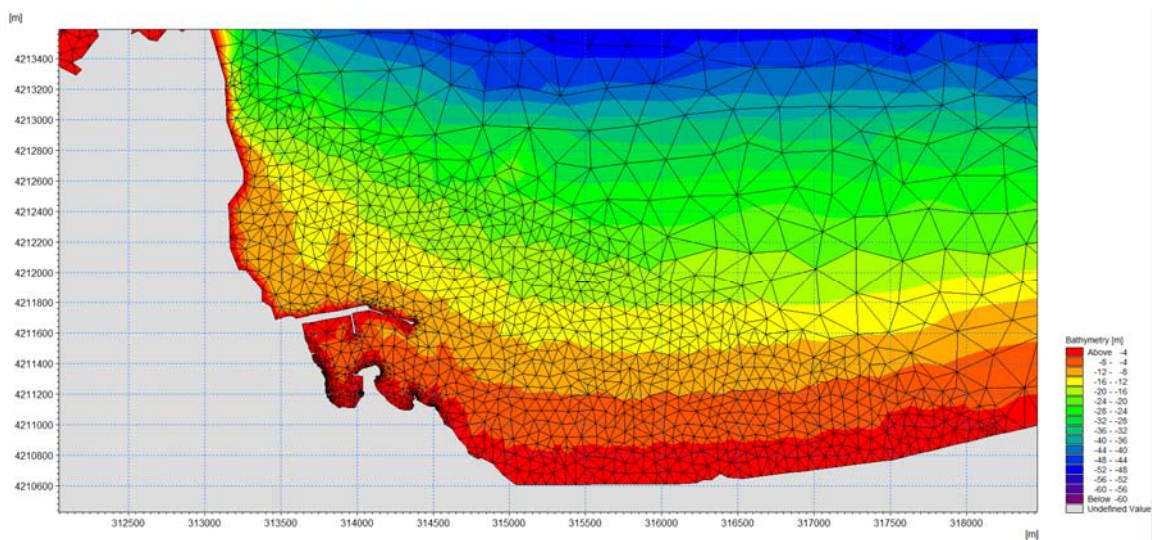 [m]
4213400
4213200
4213000
4212800
4212600
4212400
4212200
4212000
4211800
4211600
4211400
4211200
4211000
4210800
4210600
312500 313000 313500 314000 314500 315000 315500 316000 316500 317000 317500 318000
[m]
Bathymetry [m]
Above -4
-8 - -4
-12 - -8
-16 - -12
-20 - -16
-24 - -20
-28 - -24
-32 - -28
-36 - -32
-40 - -36
-44 - -40
-48 - -44
-52 - -48
-56 - -52
-60 - -56
Below -60
Undefined Value